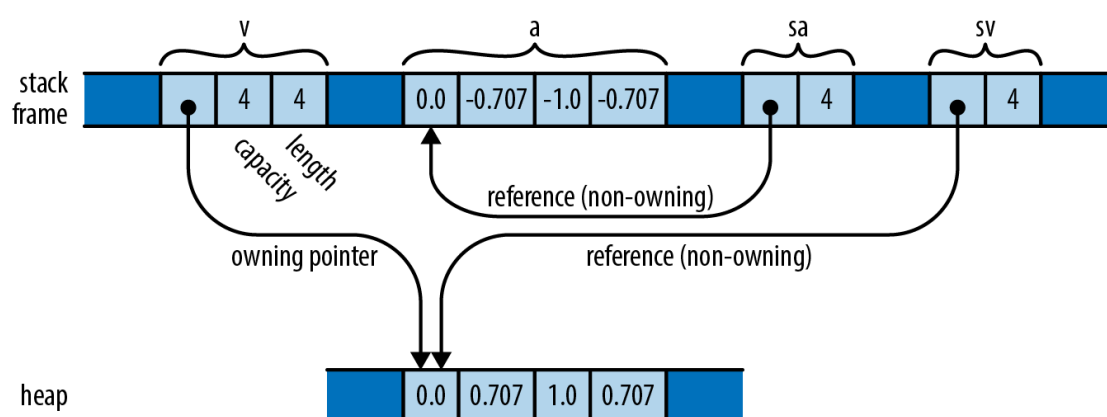 v a sa sv
stack frame
4 4 0.0 -0.707 -1.0 -0.707 4 4
capacity
length
reference (non-owning)
owning pointer
reference (non-owning)
heap
0.0 0.707 1.0 0.707